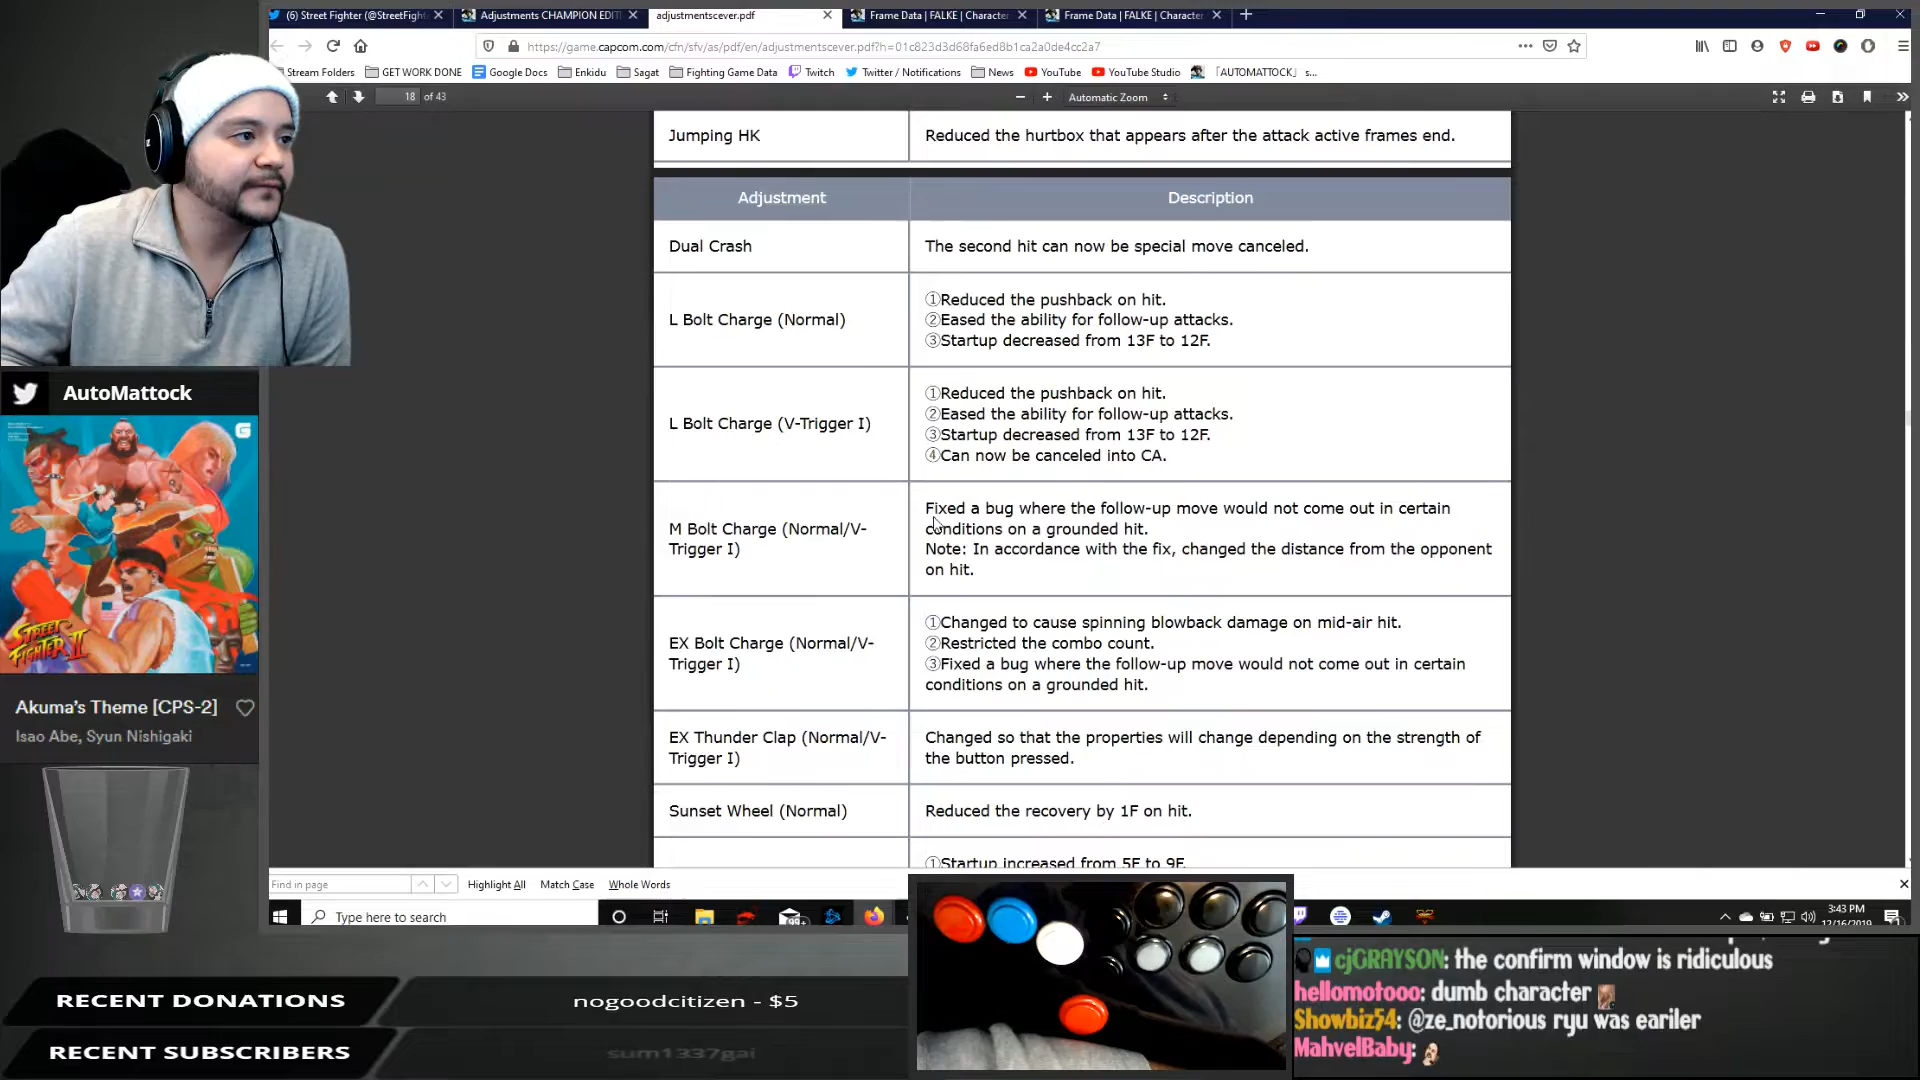 (6) Street Fighter (@StreetFight
Adjustments CHAMPION EDIT
adjustmentscever.pdf
Frame Data | FALKE | Character
Frame Data | FALKE | Character
https://game.capcom.com/cfn/sfv/as/pdf/en/adjustmentscever.pdf?h=01c823d3d68fa6ed8b1ca2a0de4cc2a7
Stream Folders
GET WORK DONE
Google Docs
Enkidu
Sagat
Fighting Game Data
Twitch
Twitter / Notifications
News
YouTube
YouTube Studio
「AUTOMATTOCK」 s...
18 of 43
Automatic Zoom
Jumping HK
Reduced the hurtbox that appears after the attack active frames end.
Adjustment
Description
Dual Crash
The second hit can now be special move canceled.
L Bolt Charge (Normal)
①Reduced the pushback on hit.
②Eased the ability for follow-up attacks.
③Startup decreased from 13F to 12F.
L Bolt Charge (V-Trigger I)
①Reduced the pushback on hit.
②Eased the ability for follow-up attacks.
③Startup decreased from 13F to 12F.
④Can now be canceled into CA.
M Bolt Charge (Normal/V-
Trigger I)
Fixed a bug where the follow-up move would not come out in certain
conditions on a grounded hit.
Note: In accordance with the fix, changed the distance from the opponent
on hit.
EX Bolt Charge (Normal/V-
Trigger I)
①Changed to cause spinning blowback damage on mid-air hit.
②Restricted the combo count.
③Fixed a bug where the follow-up move would not come out in certain
conditions on a grounded hit.
EX Thunder Clap (Normal/V-
Trigger I)
Changed so that the properties will change depending on the strength of
the button pressed.
Sunset Wheel (Normal)
Reduced the recovery by 1F on hit.
①Startup increased from 5F to 9F.
Find in page
Highlight All
Match Case
Whole Words
Type here to search
99+
3:43 PM
12/16/2019
AutoMattock
G
STREET FIGHTER II
Akuma's Theme [CPS-2]
Isao Abe, Syun Nishigaki
RECENT DONATIONS
nogoodcitizen - $5
RECENT SUBSCRIBERS
sum1337gai
cjGRAYSON: the confirm window is ridiculous
hellomotooo: dumb character
Showbiz54: @ze_notorious ryu was eariler
MahvelBaby: